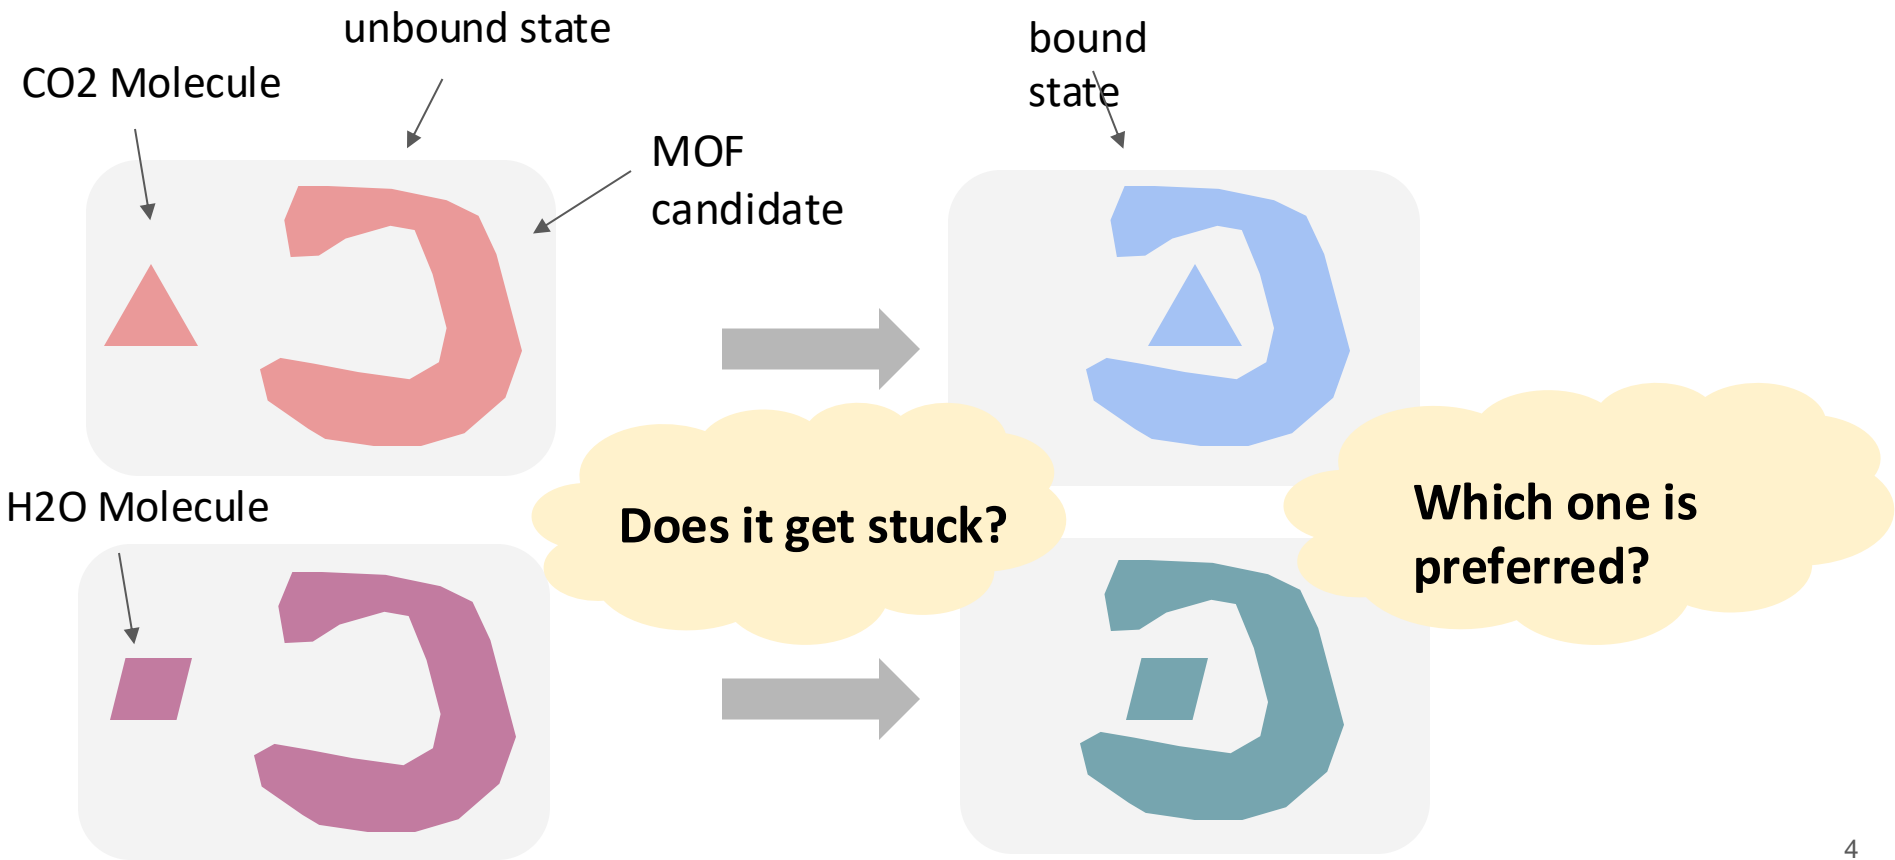 unbound state
CO2 Molecule
bound
state
MOF
candidate
H2O Molecule
Does it get stuck?
Which one is
preferred?
4